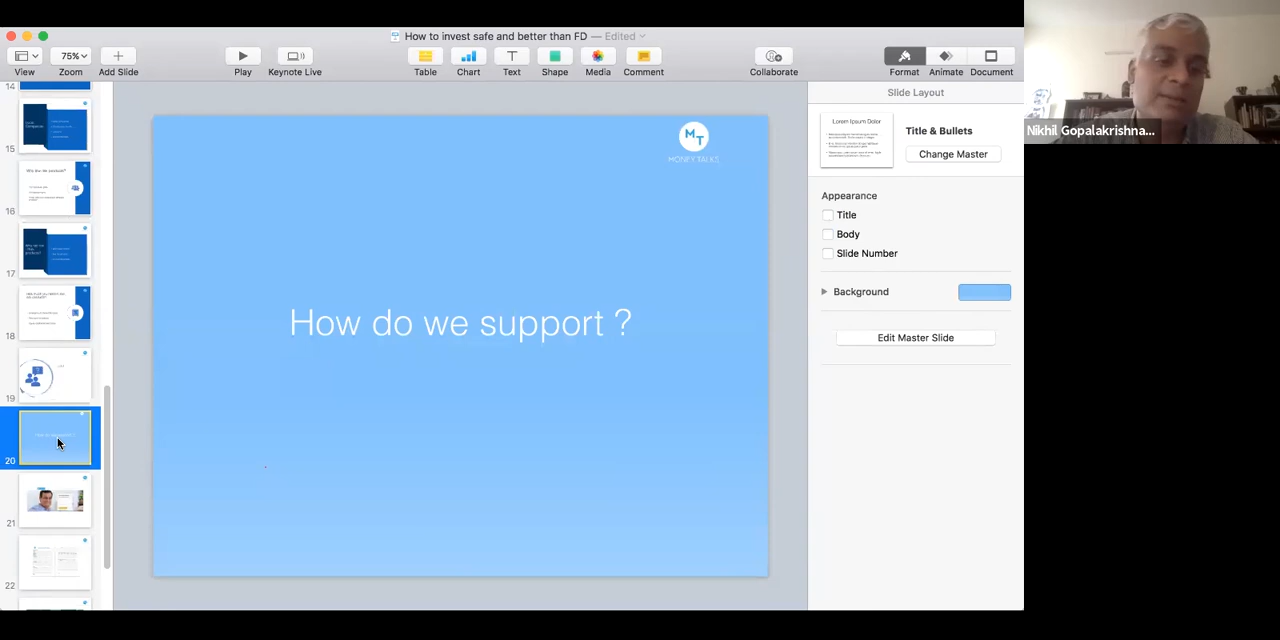 How to invest safe and better than FD — Edited
75%
View
Zoom
Add Slide
Play
Keynote Live
Table
Chart
Text
Shape
Media
Comment
Collaborate
Format
Animate
Document
14
15
16
17
18
19
20
21
22
MT
MONEY TALKS
How do we support ?
Slide Layout
Lorem Ipsum Dolor
Title & Bullets
Change Master
Appearance
Title
Body
Slide Number
Background
Edit Master Slide
Nikhil Gopalakrishna...